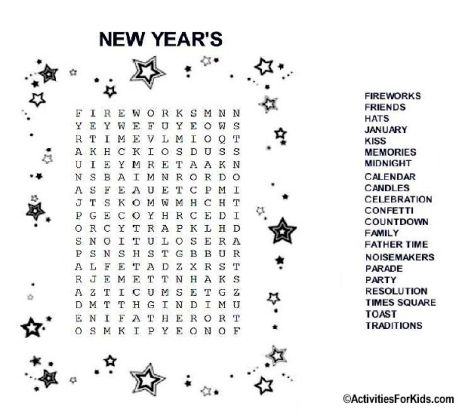 NEW YEAR'S
F I R E W O R K S M N N
Y E Y W E F U Y E O W S
R T I M E V L M I O Q T
A K H C K I O S D U S S
U I E Y M R E T A A K N
N S B A I M N R O R D O
A S F E A U E T C P M I
J T S K O M W M H C H T
P G E C O Y H R C E D I
O R C Y T R A P K L H D
S N O I T U L O S E R A
P S N S H S T G B B U R
A L F E T A D Z X R S T
R J E M E T T N H A K S
A Z T I C U M S E T G Z
D M T T H G I N D I M U
E N I F A T H E R O R T
O S M K I P Y E O N O F
FIREWORKS
FRIENDS
HATS
JANUARY
KISS
MEMORIES
MIDNIGHT
CALENDAR
CANDLES
CELEBRATION
CONFETTI
COUNTDOWN
FAMILY
FATHER TIME
NOISEMAKERS
PARADE
PARTY
RESOLUTION
TIMES SQUARE
TOAST
TRADITIONS
©ActivitiesForKids.com